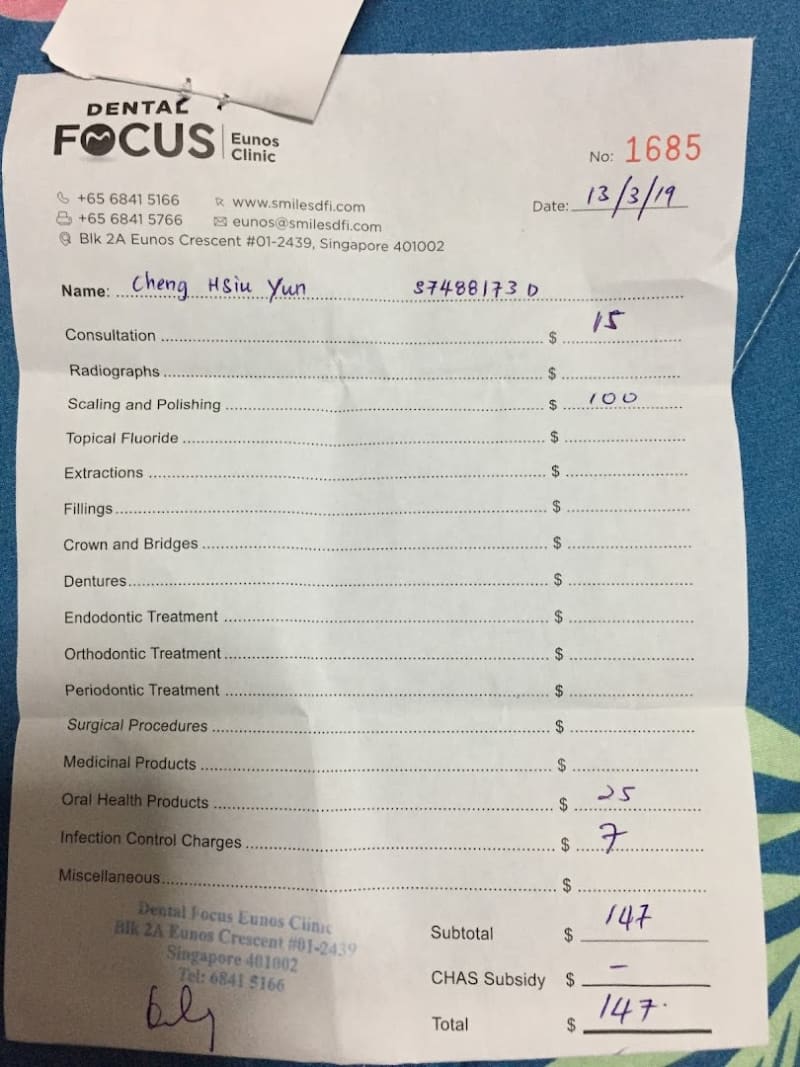 DENTAL
FOCUS Eunos Clinic
No: 1685
+65 6841 5166 www.smilesdfi.com
+65 6841 5766 eunos@smilesdfi.com
Date: 13/3/19
Blk 2A Eunos Crescent #01-2439, Singapore 401002
Name: Cheng Hsiu Yun S7488173D
Consultation $ 15
Radiographs $
Scaling and Polishing $ 100
Topical Fluoride $
Extractions $
Fillings $
Crown and Bridges $
Dentures $
Endodontic Treatment $
Orthodontic Treatment $
Periodontic Treatment $
Surgical Procedures $
Medicinal Products $
Oral Health Products $ 25
Infection Control Charges $ 7
Miscellaneous $
Dental Focus Eunos Clinic
Blk 2A Eunos Crescent #01-2439
Singapore 401002
Tel: 6841 5166
Subtotal $ 147
CHAS Subsidy $ –
Total $ 147.